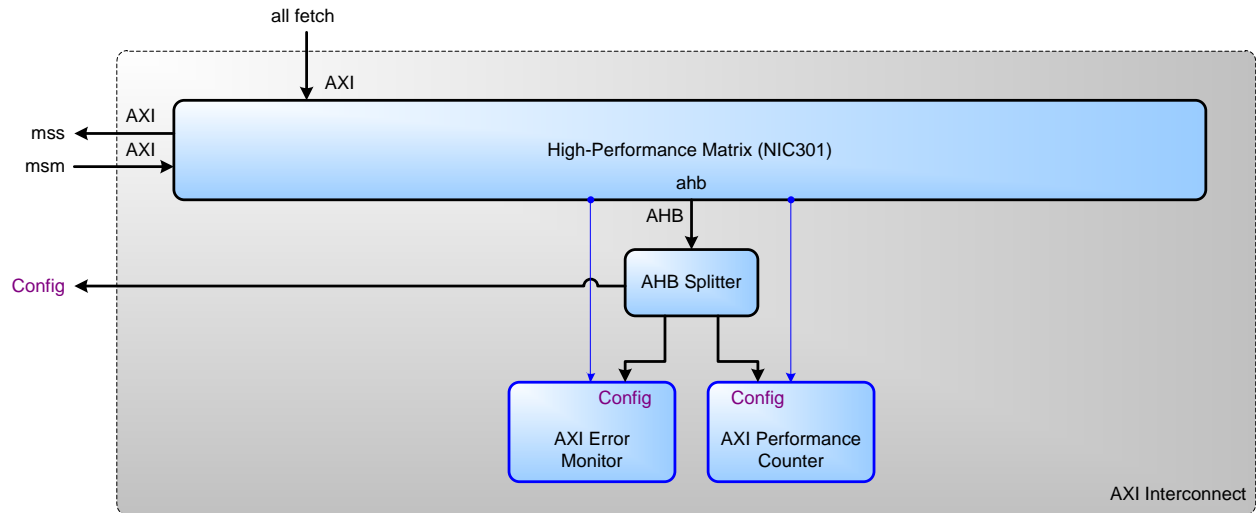 all fetch
AXI
AXI
mss
AXI
msm
High-Performance Matrix (NIC301)
ahb
AHB
AHB Splitter
Config
Config
Config
AXI Error
Monitor
AXI Performance
Counter
AXI Interconnect